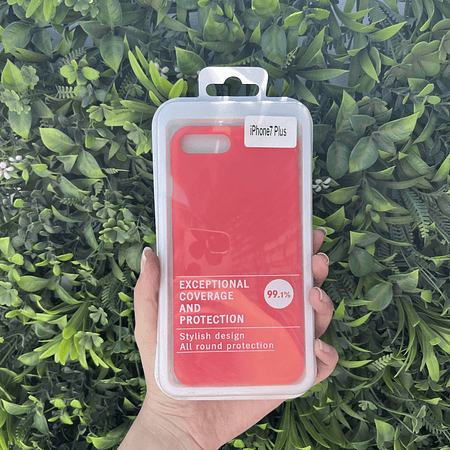 iPhone7 Plus
EXCEPTIONAL
COVERAGE
AND
PROTECTION
99.1%
Stylish design
All round protection